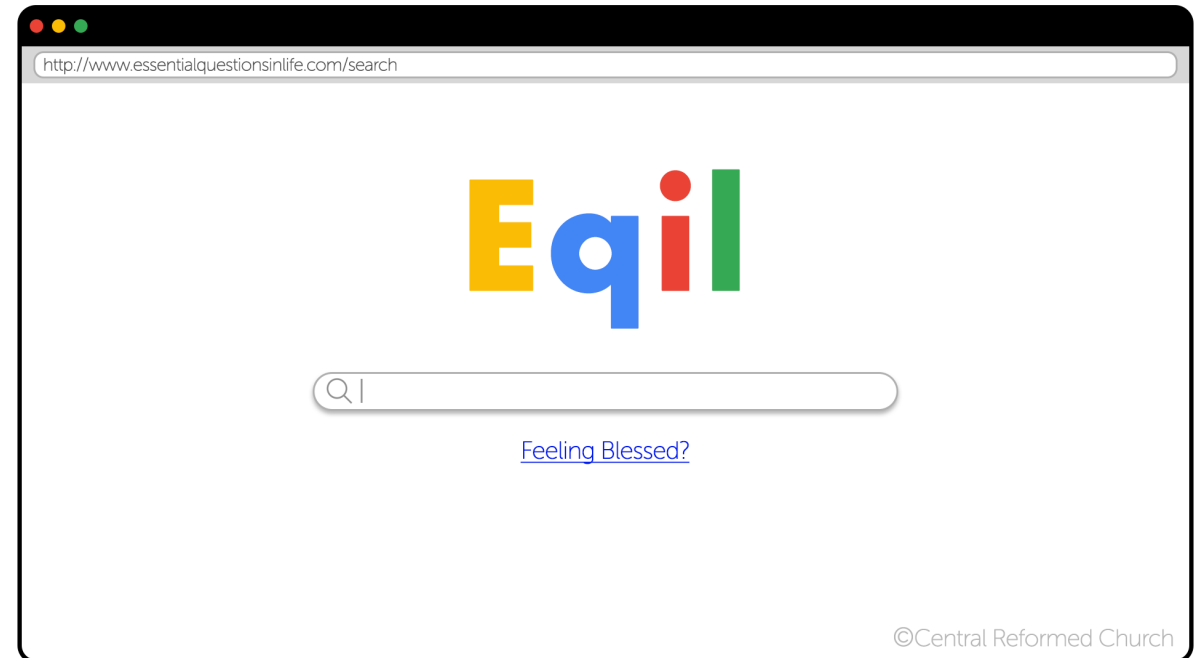 http://www.essentialquestionsinlife.com/search
Eqil
Feeling Blessed?
©Central Reformed Church